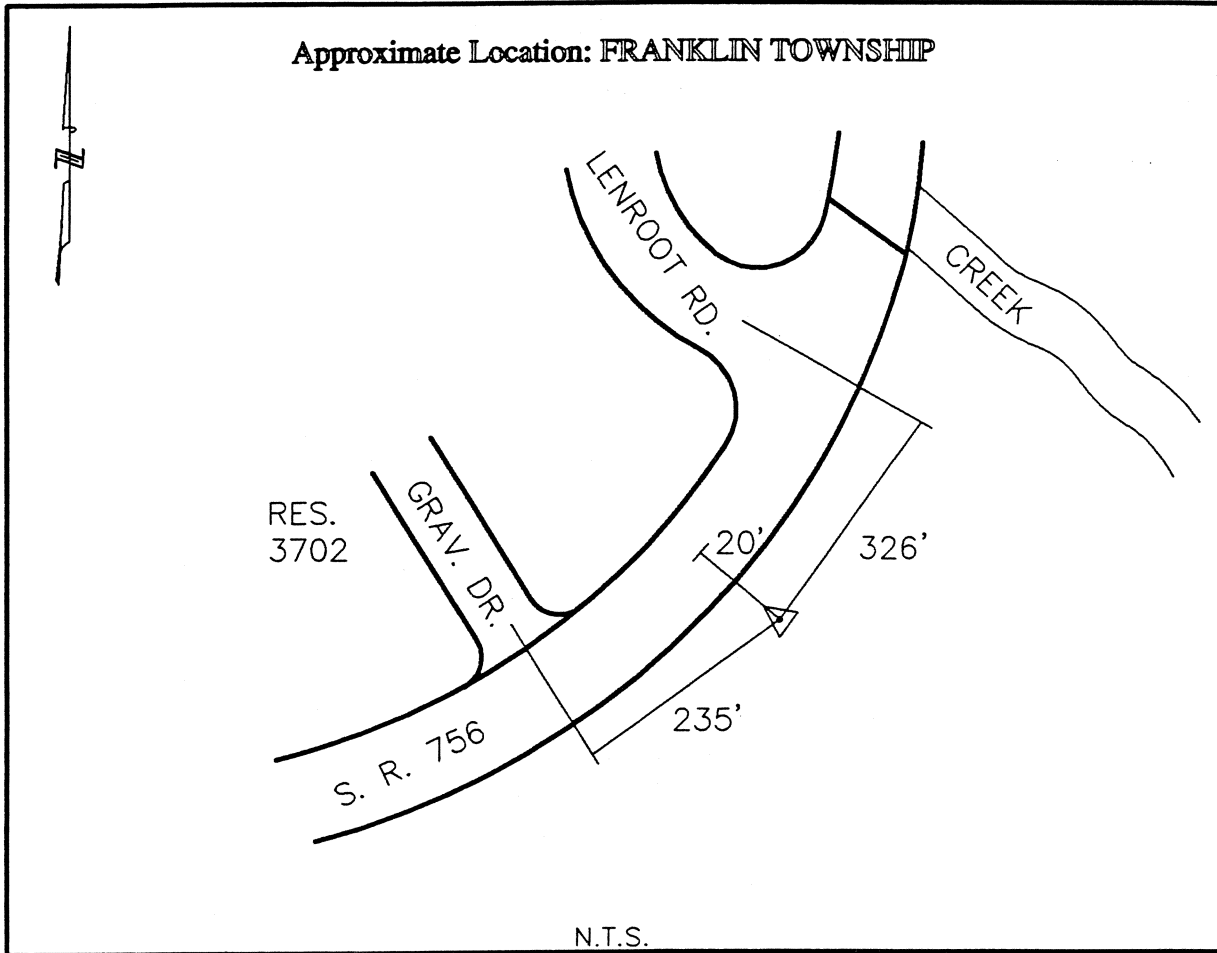 Approximate Location: FRANKLIN TOWNSHIP
N
LENROOT RD.
CREEK
GRAV. DR.
RES.
3702
20'
326'
235'
S. R. 756
N.T.S.